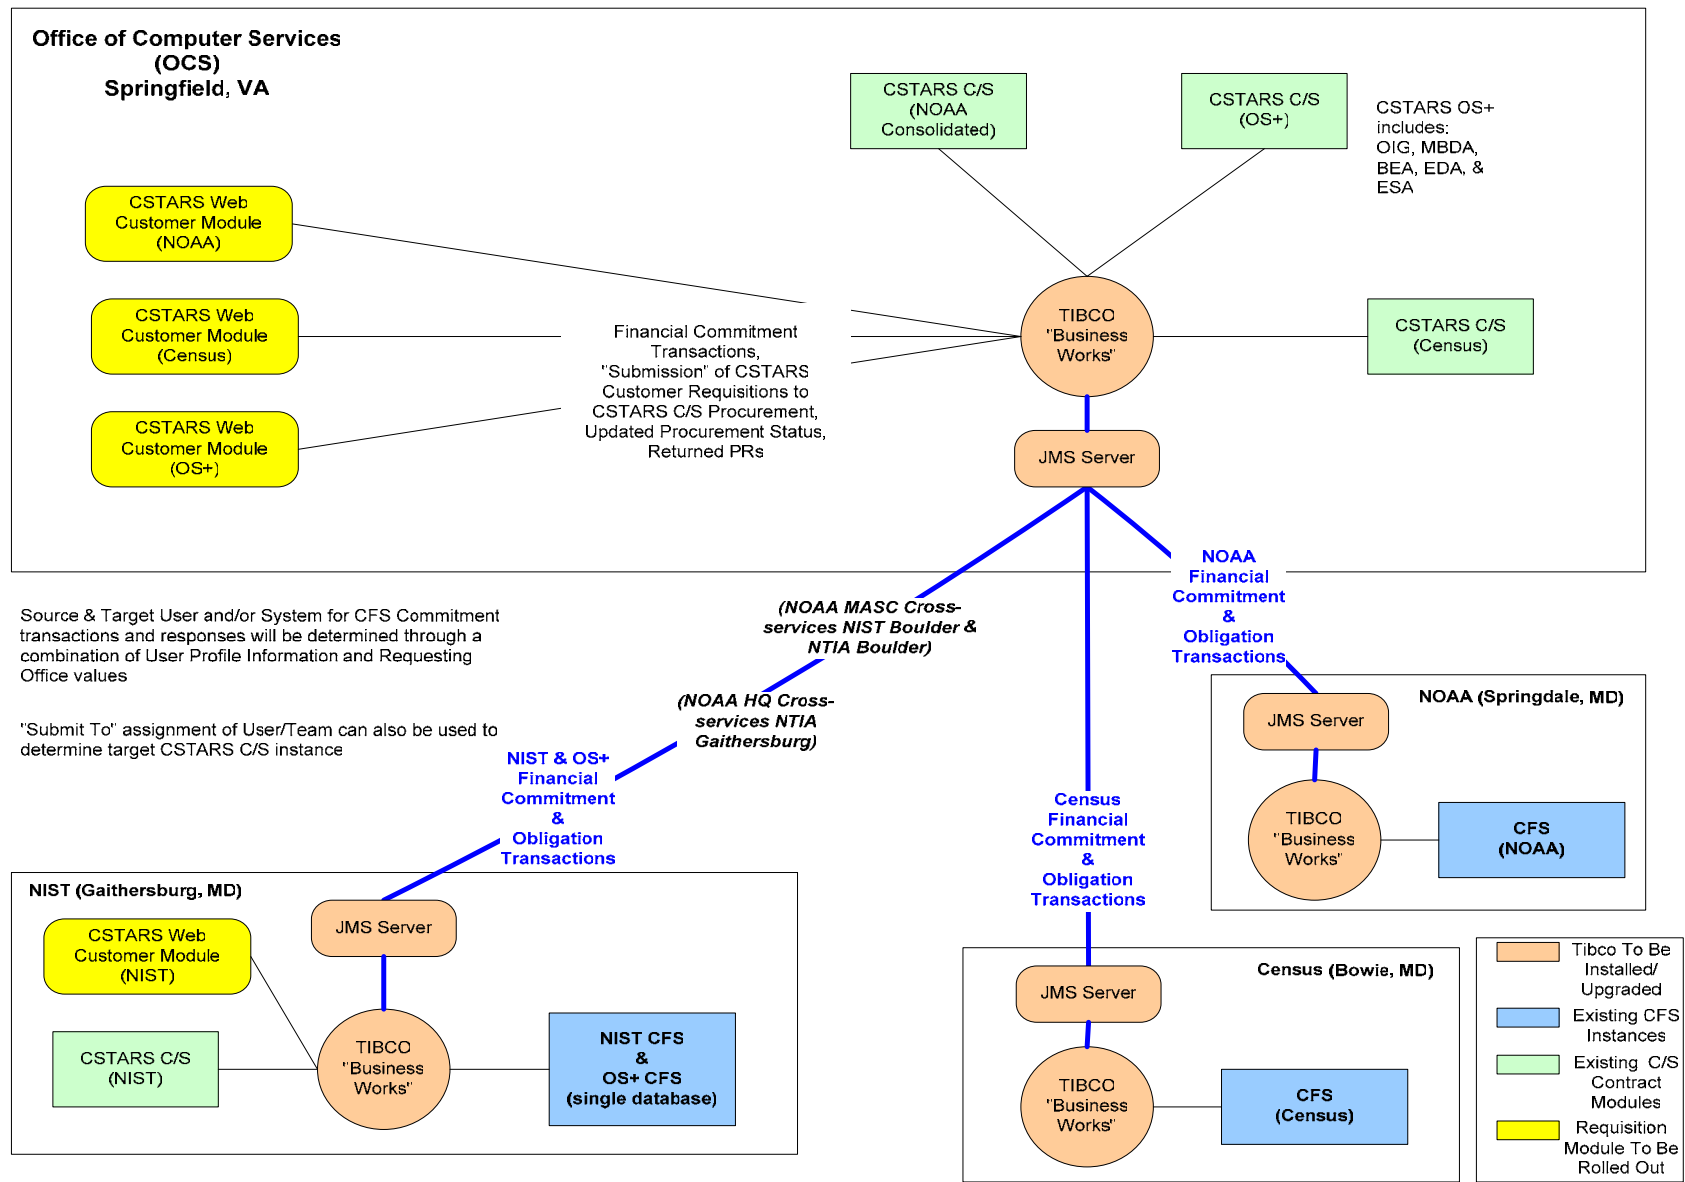 Office of Computer Services
(OCS)
Springfield, VA
CSTARS C/S
(NOAA
Consolidated)
CSTARS C/S
(OS+)
CSTARS OS+
includes:
OIG, MBDA,
BEA, EDA, &
ESA
CSTARS Web
Customer Module
(NOAA)
CSTARS Web
Customer Module
(Census)
CSTARS Web
Customer Module
(OS+)
Financial Commitment
Transactions,
"Submission" of CSTARS
Customer Requisitions to
CSTARS C/S Procurement,
Updated Procurement Status,
Returned PRs
TIBCO
"Business
Works"
CSTARS C/S
(Census)
JMS Server
NOAA
Financial
Commitment
&
Obligation
Transactions
Source & Target User and/or System for CFS Commitment
transactions and responses will be determined through a
combination of User Profile Information and Requesting
Office values
"Submit To" assignment of User/Team can also be used to
determine target CSTARS C/S instance
(NOAA MASC Cross-
services NIST Boulder &
NTIA Boulder)
(NOAA HQ Cross-
services NTIA
Gaithersburg)
NIST & OS+
Financial
Commitment
&
Obligation
Transactions
Census
Financial
Commitment
&
Obligation
Transactions
NOAA (Springdale, MD)
JMS Server
TIBCO
"Business
Works"
CFS
(NOAA)
NIST (Gaithersburg, MD)
CSTARS Web
Customer Module
(NIST)
JMS Server
CSTARS C/S
(NIST)
TIBCO
"Business
Works"
NIST CFS
&
OS+ CFS
(single database)
Census (Bowie, MD)
JMS Server
TIBCO
"Business
Works"
CFS
(Census)
Tibco To Be
Installed/
Upgraded
Existing CFS
Instances
Existing C/S
Contract
Modules
Requisition
Module To Be
Rolled Out